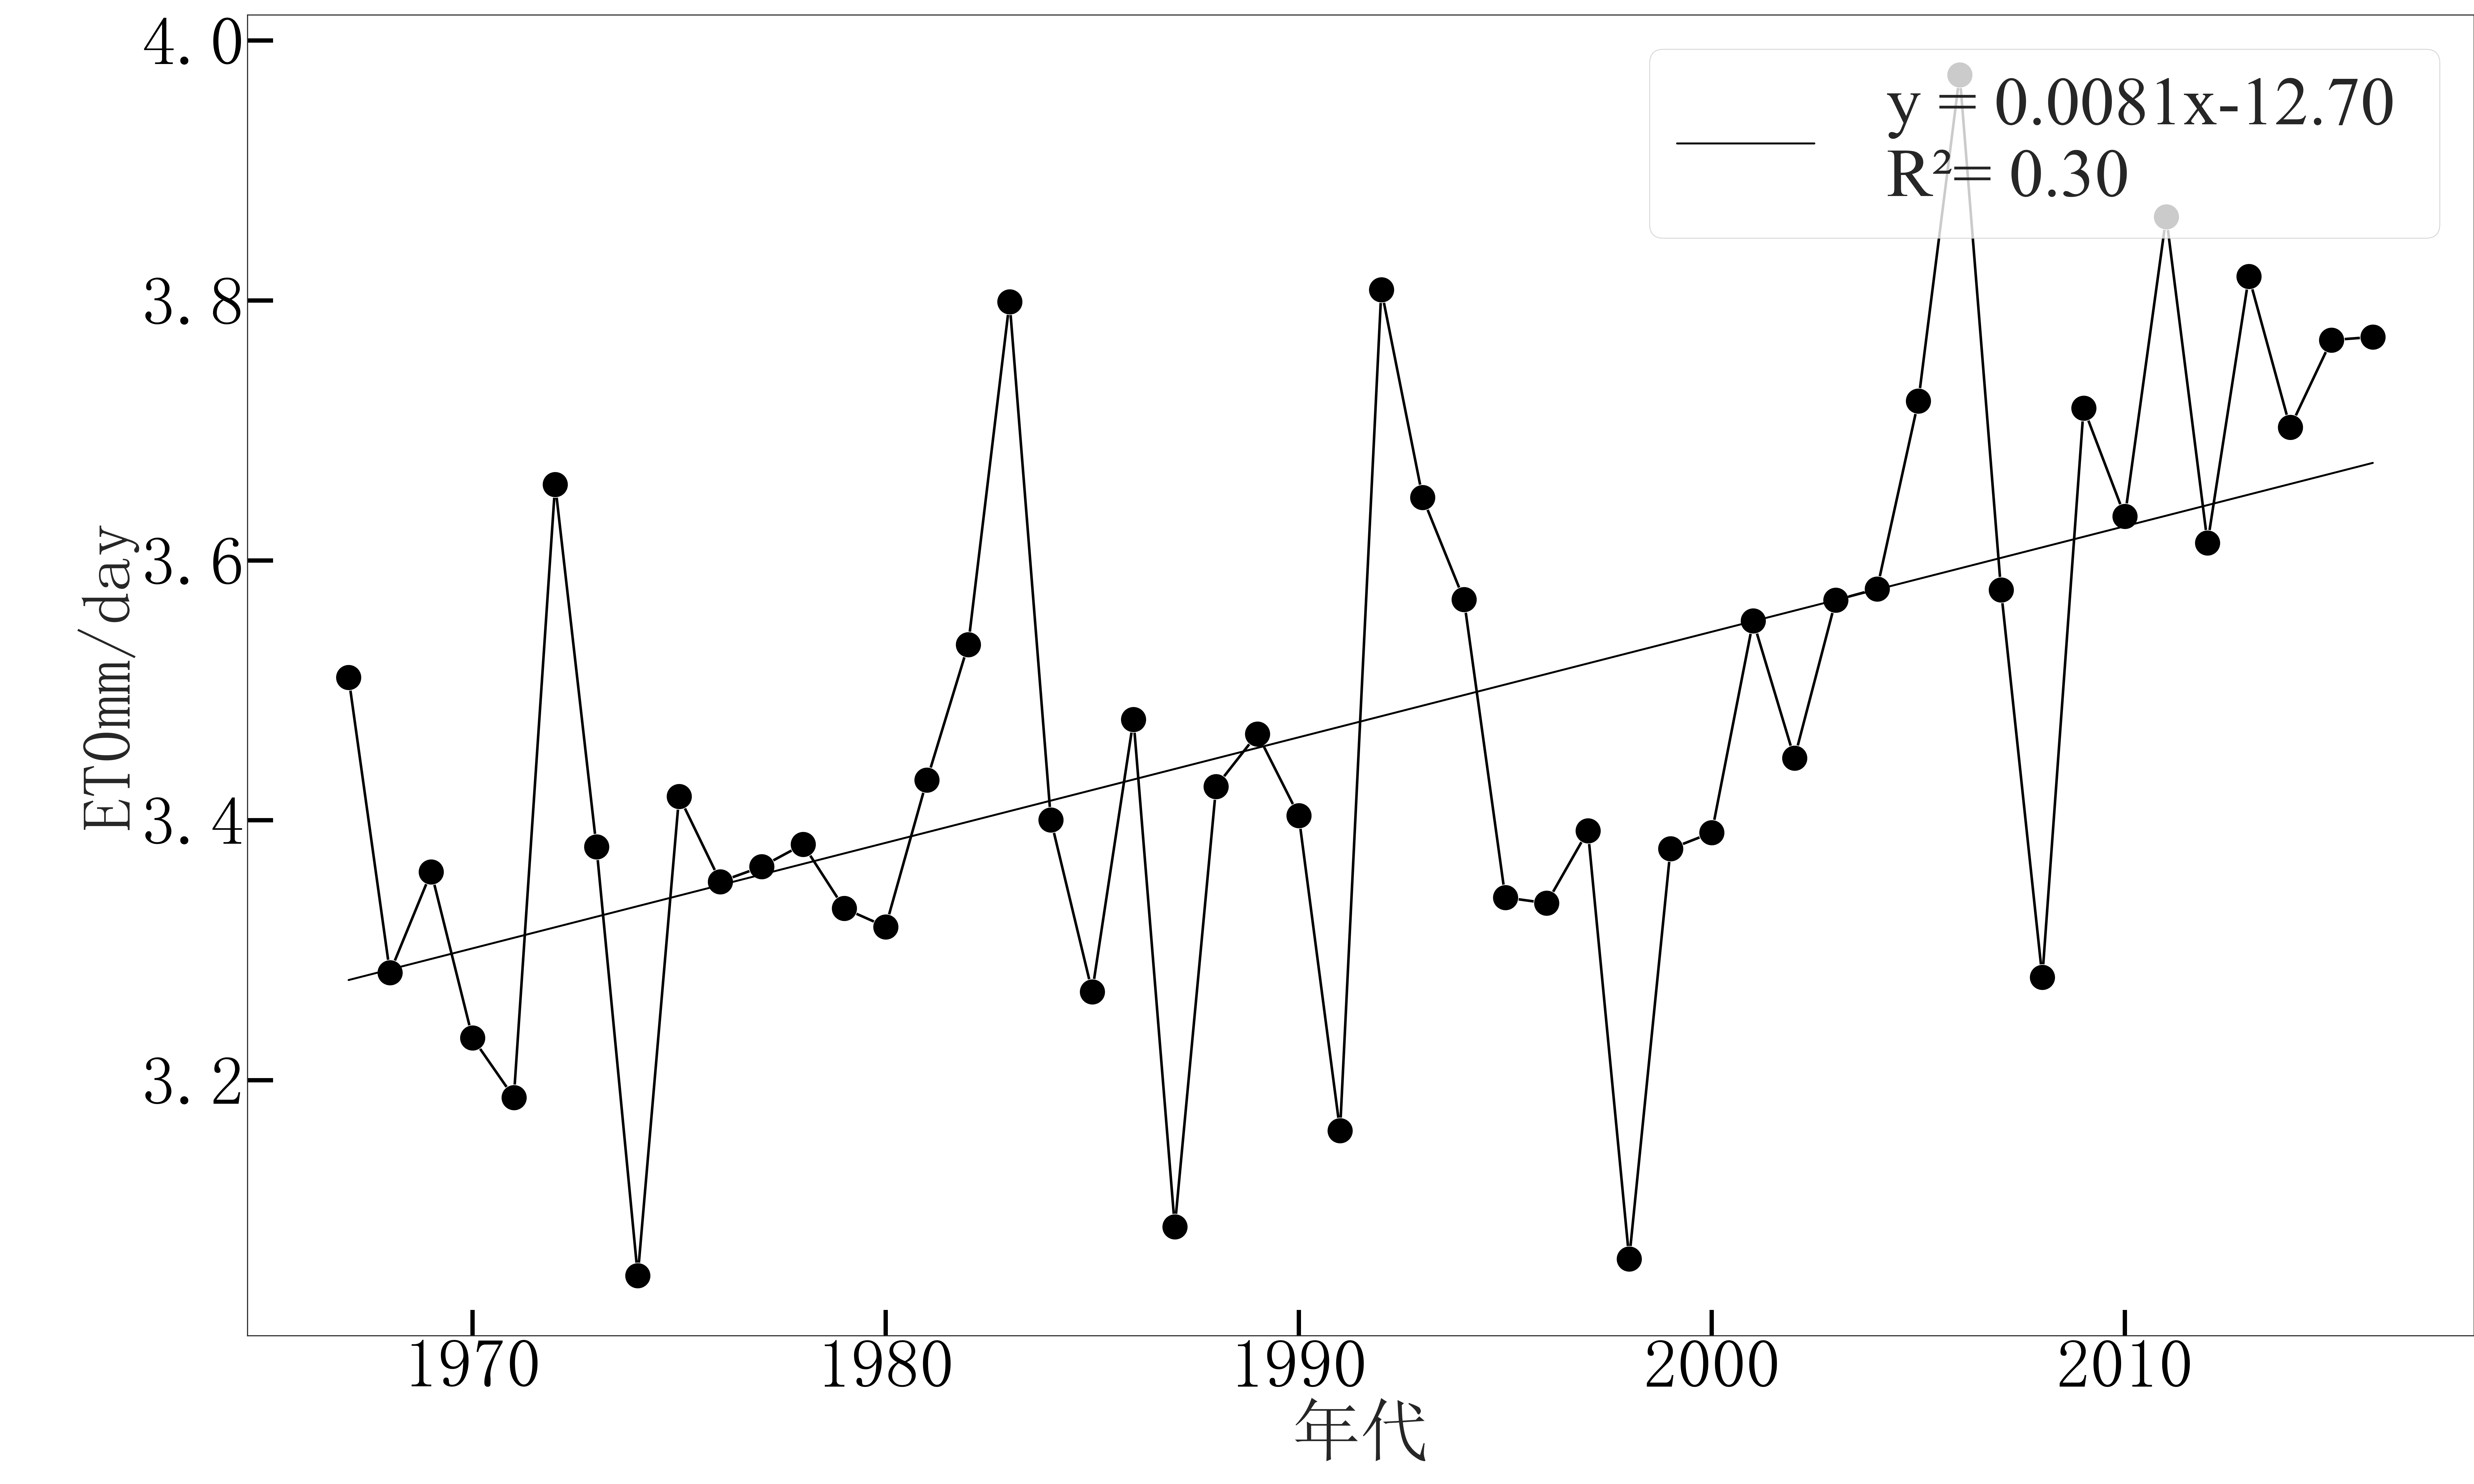 4.0
3.8
3.6
3.4
3.2
ET0mm/day
y = 0.0081x-12.70
R²= 0.30
1970 1980 1990 2000 2010
年代